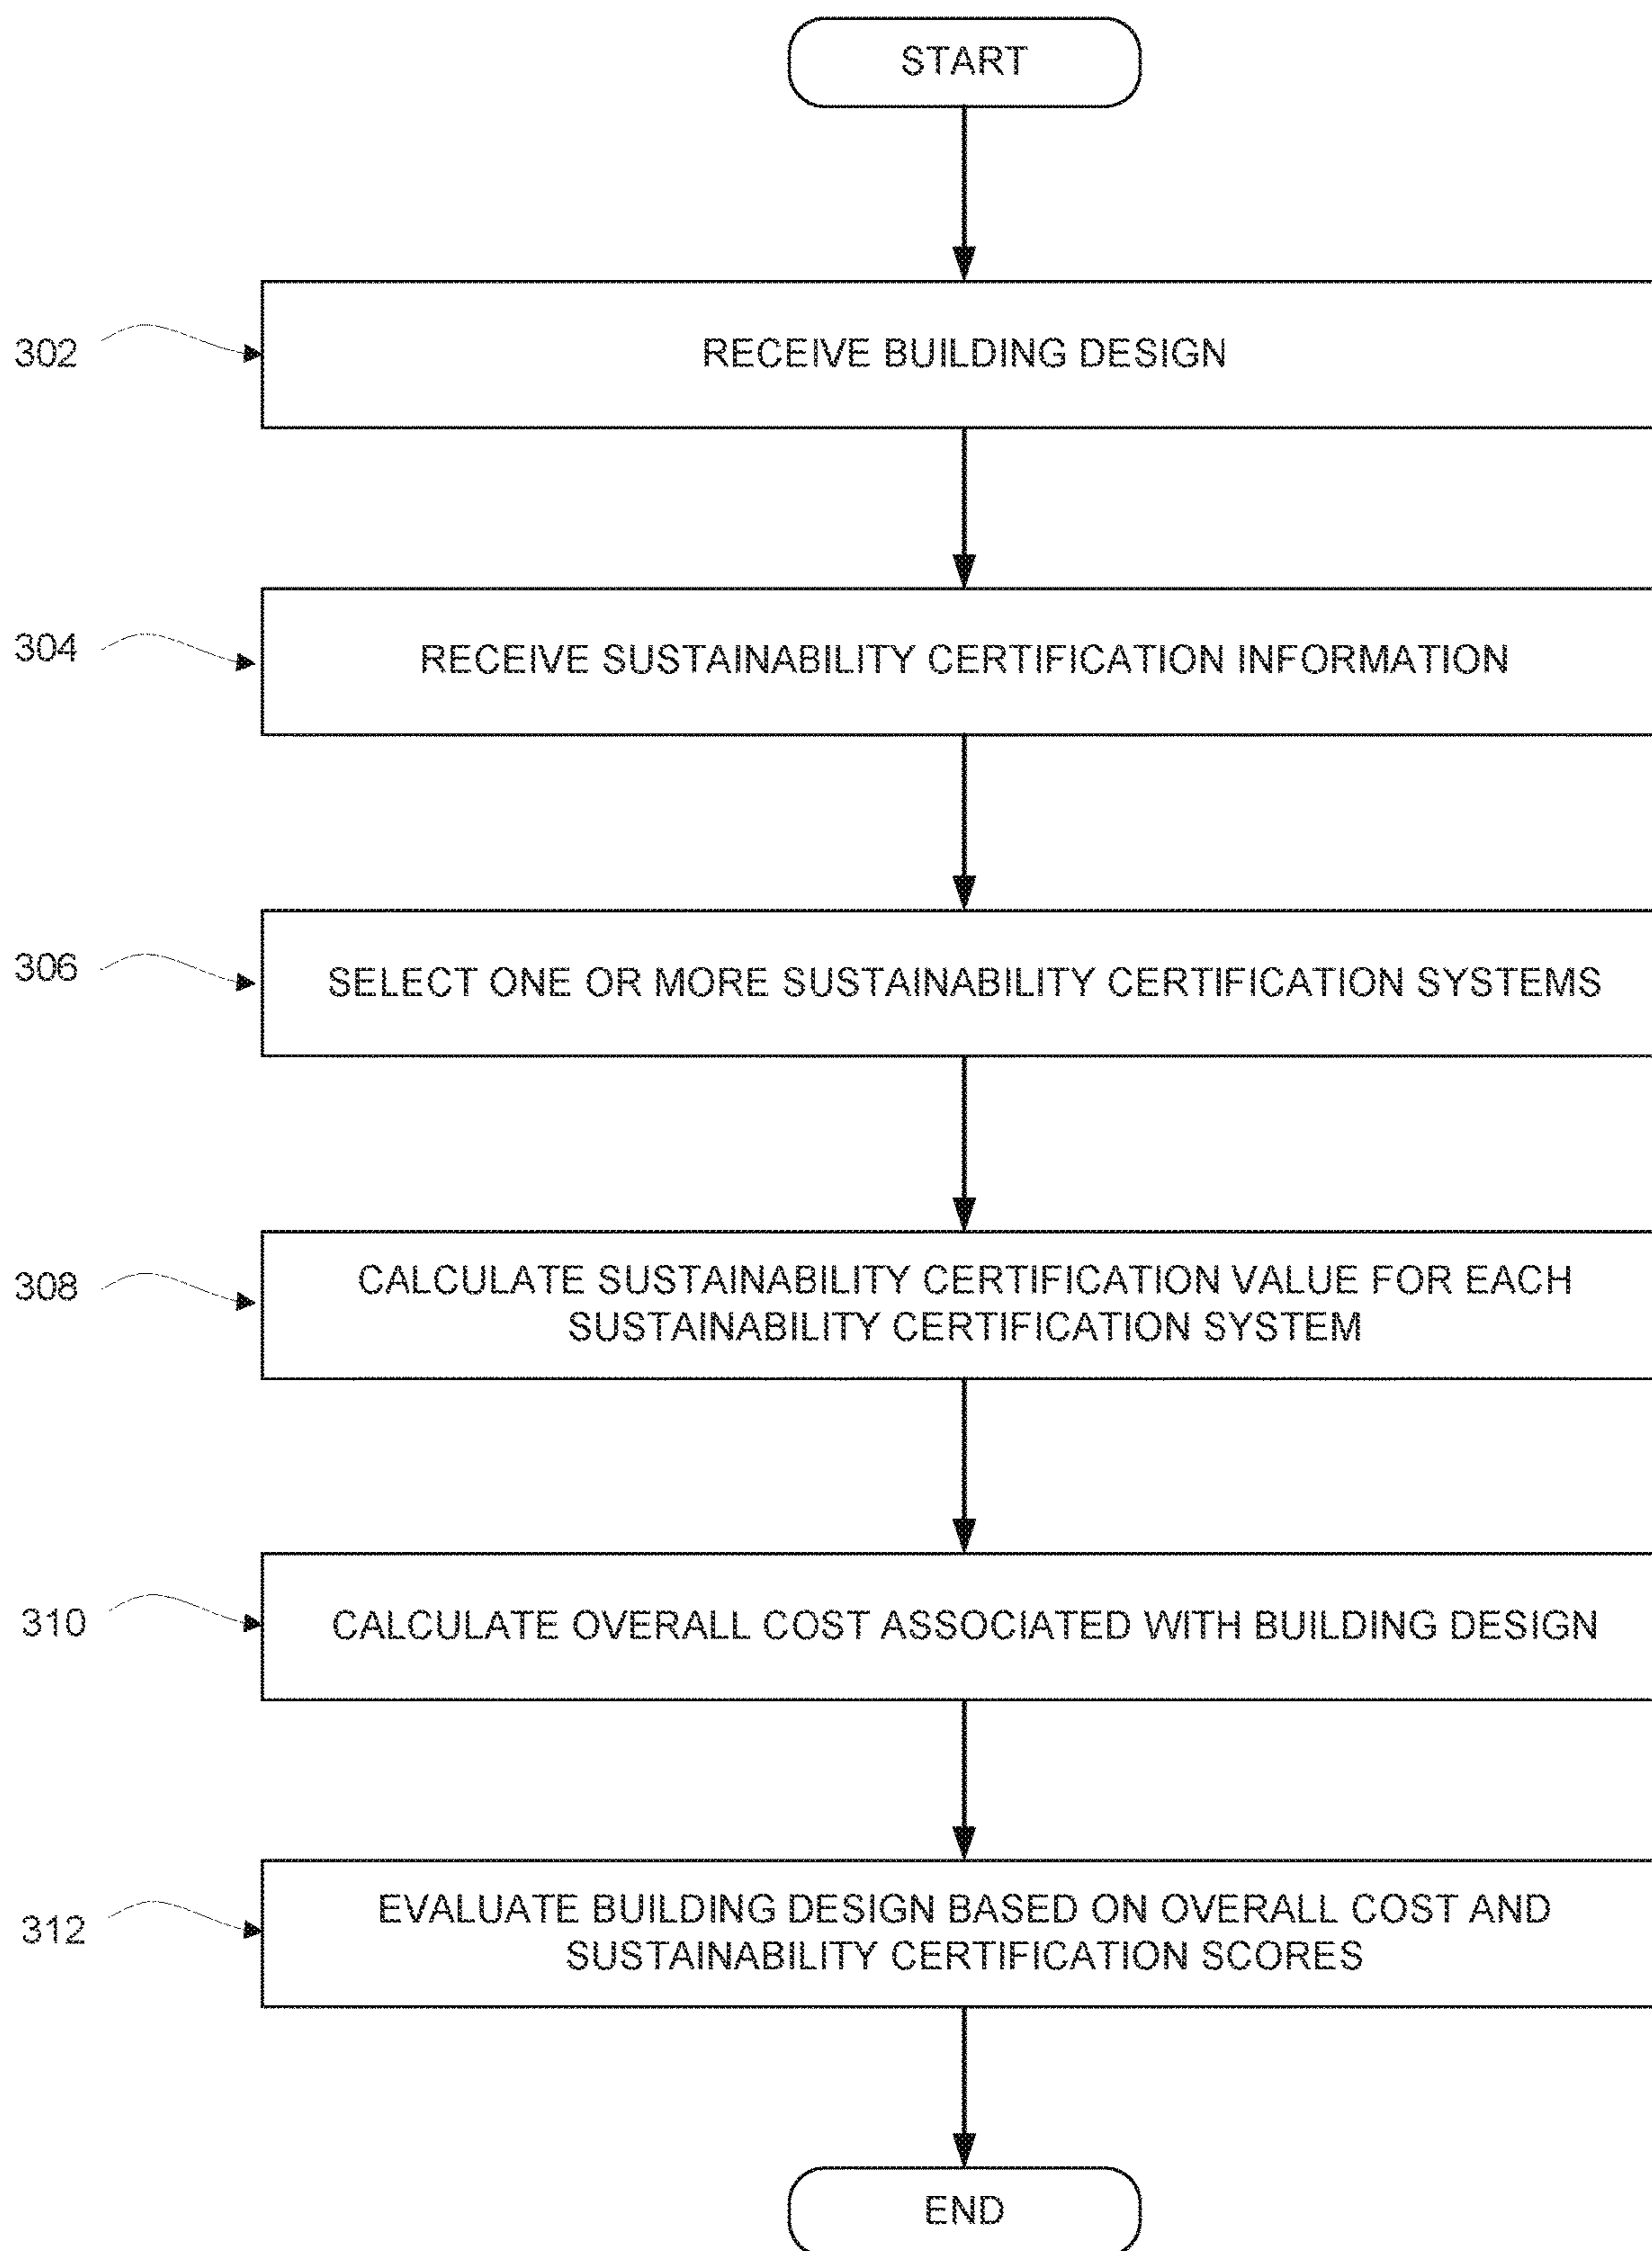 START
302
RECEIVE BUILDING DESIGN
304
RECEIVE SUSTAINABILITY CERTIFICATION INFORMATION
306
SELECT ONE OR MORE SUSTAINABILITY CERTIFICATION SYSTEMS
308
CALCULATE SUSTAINABILITY CERTIFICATION VALUE FOR EACH
SUSTAINABILITY CERTIFICATION SYSTEM
310
CALCULATE OVERALL COST ASSOCIATED WITH BUILDING DESIGN
312
EVALUATE BUILDING DESIGN BASED ON OVERALL COST AND
SUSTAINABILITY CERTIFICATION SCORES
END